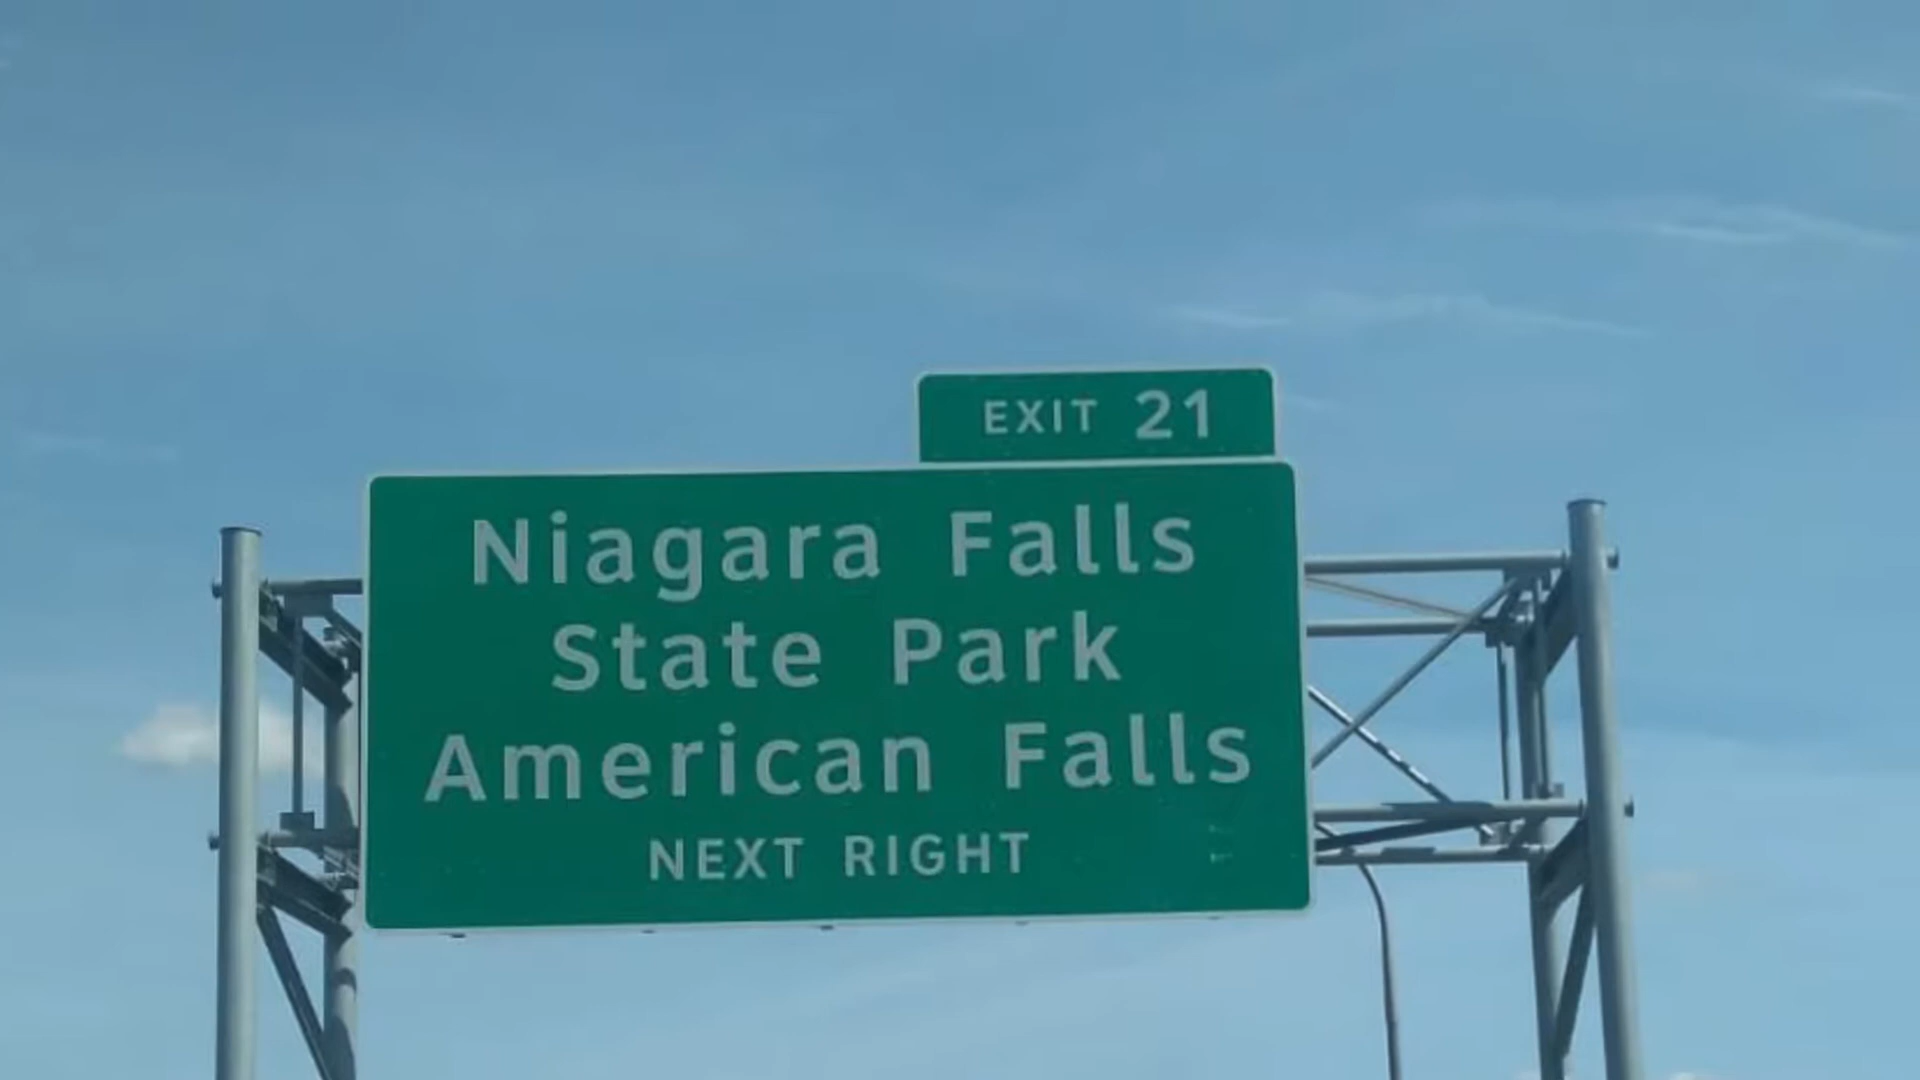 EXIT 21
Niagara Falls
State Park
American Falls
NEXT RIGHT